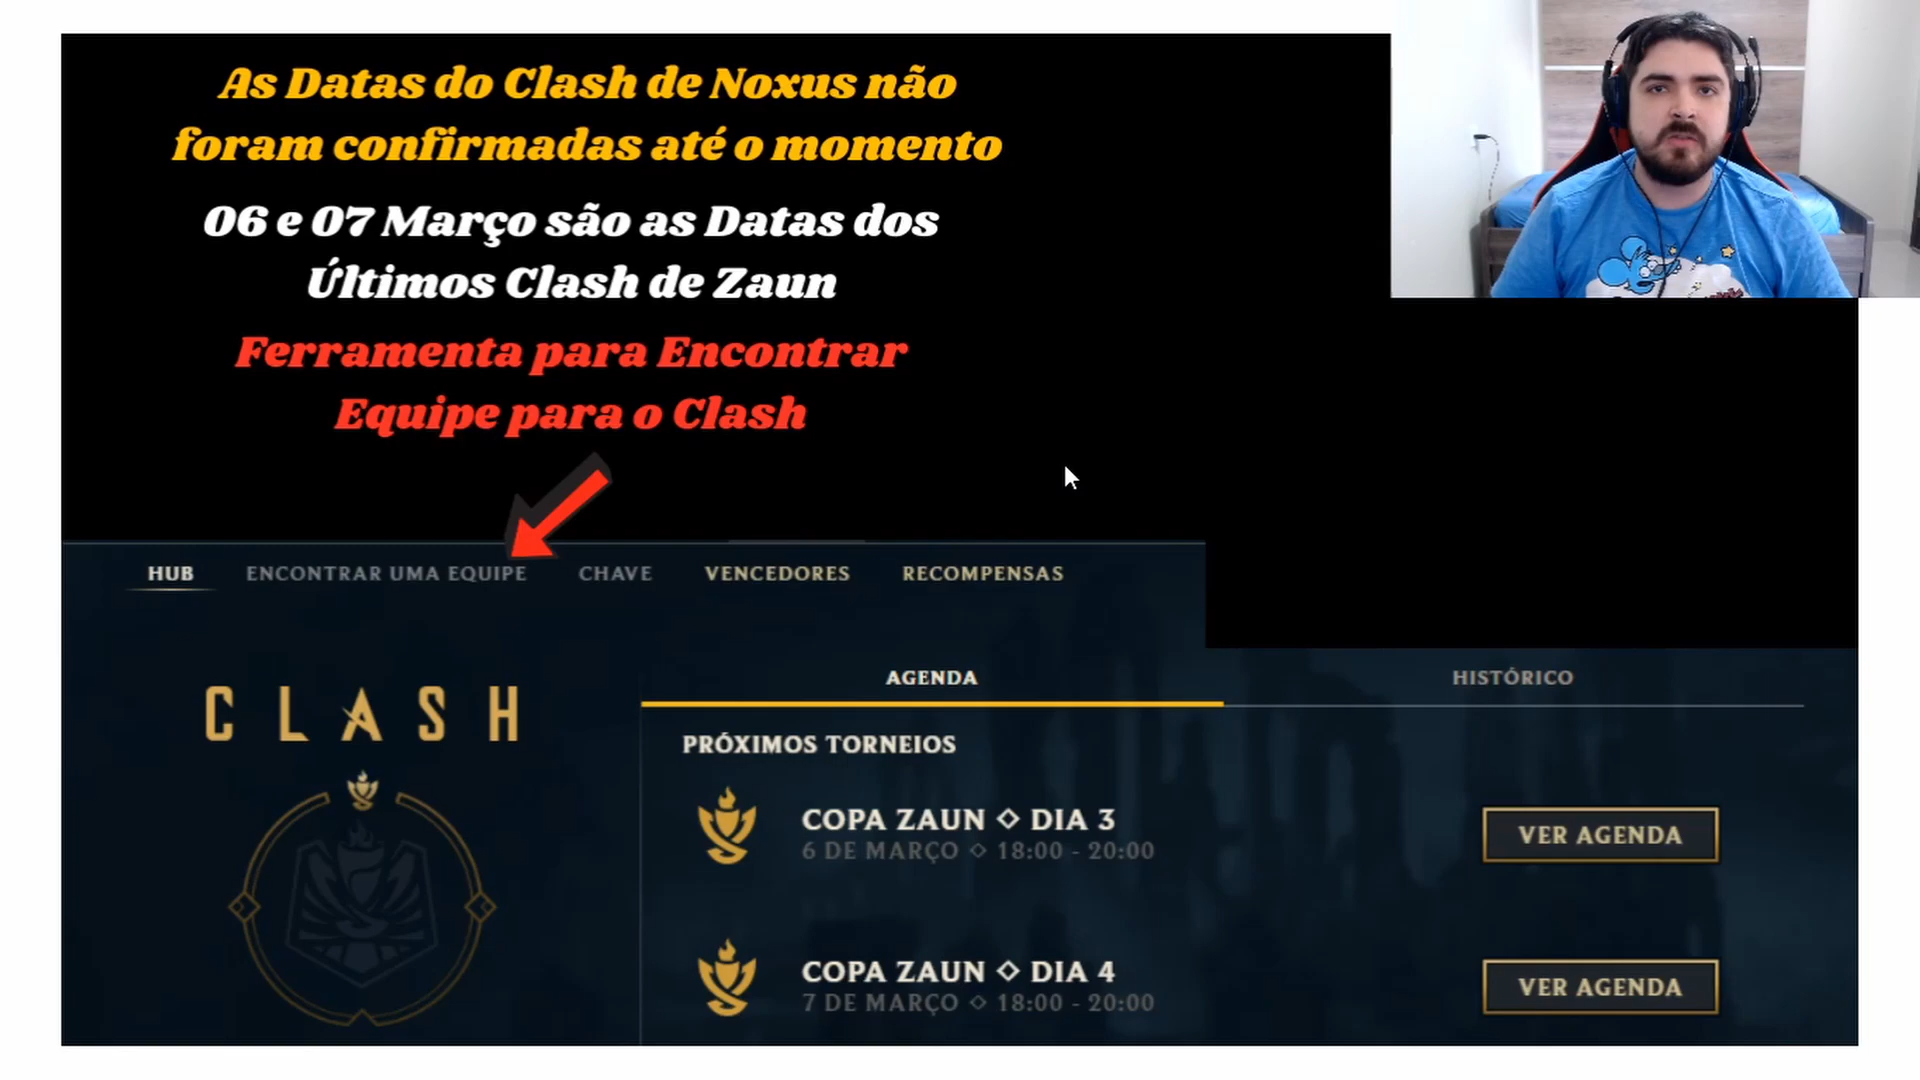 As Datas do Clash de Noxus não
foram confirmadas até o momento
06 e 07 Março são as Datas dos
Últimos Clash de Zaun
Ferramenta para Encontrar
Equipe para o Clash
HUB ENCONTRAR UMA EQUIPE CHAVE VENCEDORES RECOMPENSAS
CLASH
AGENDA HISTÓRICO
PRÓXIMOS TORNEIOS
COPA ZAUN ◇ DIA 3
6 DE MARÇO ◇ 18:00 - 20:00
VER AGENDA
COPA ZAUN ◇ DIA 4
7 DE MARÇO ◇ 18:00 - 20:00
VER AGENDA